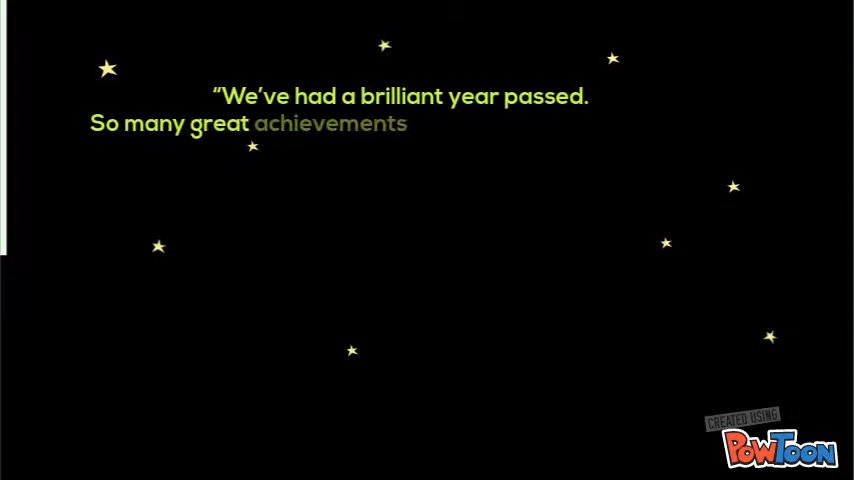 “We’ve had a brilliant year passed.
So many great achievements
CREATED USING
POWTOON